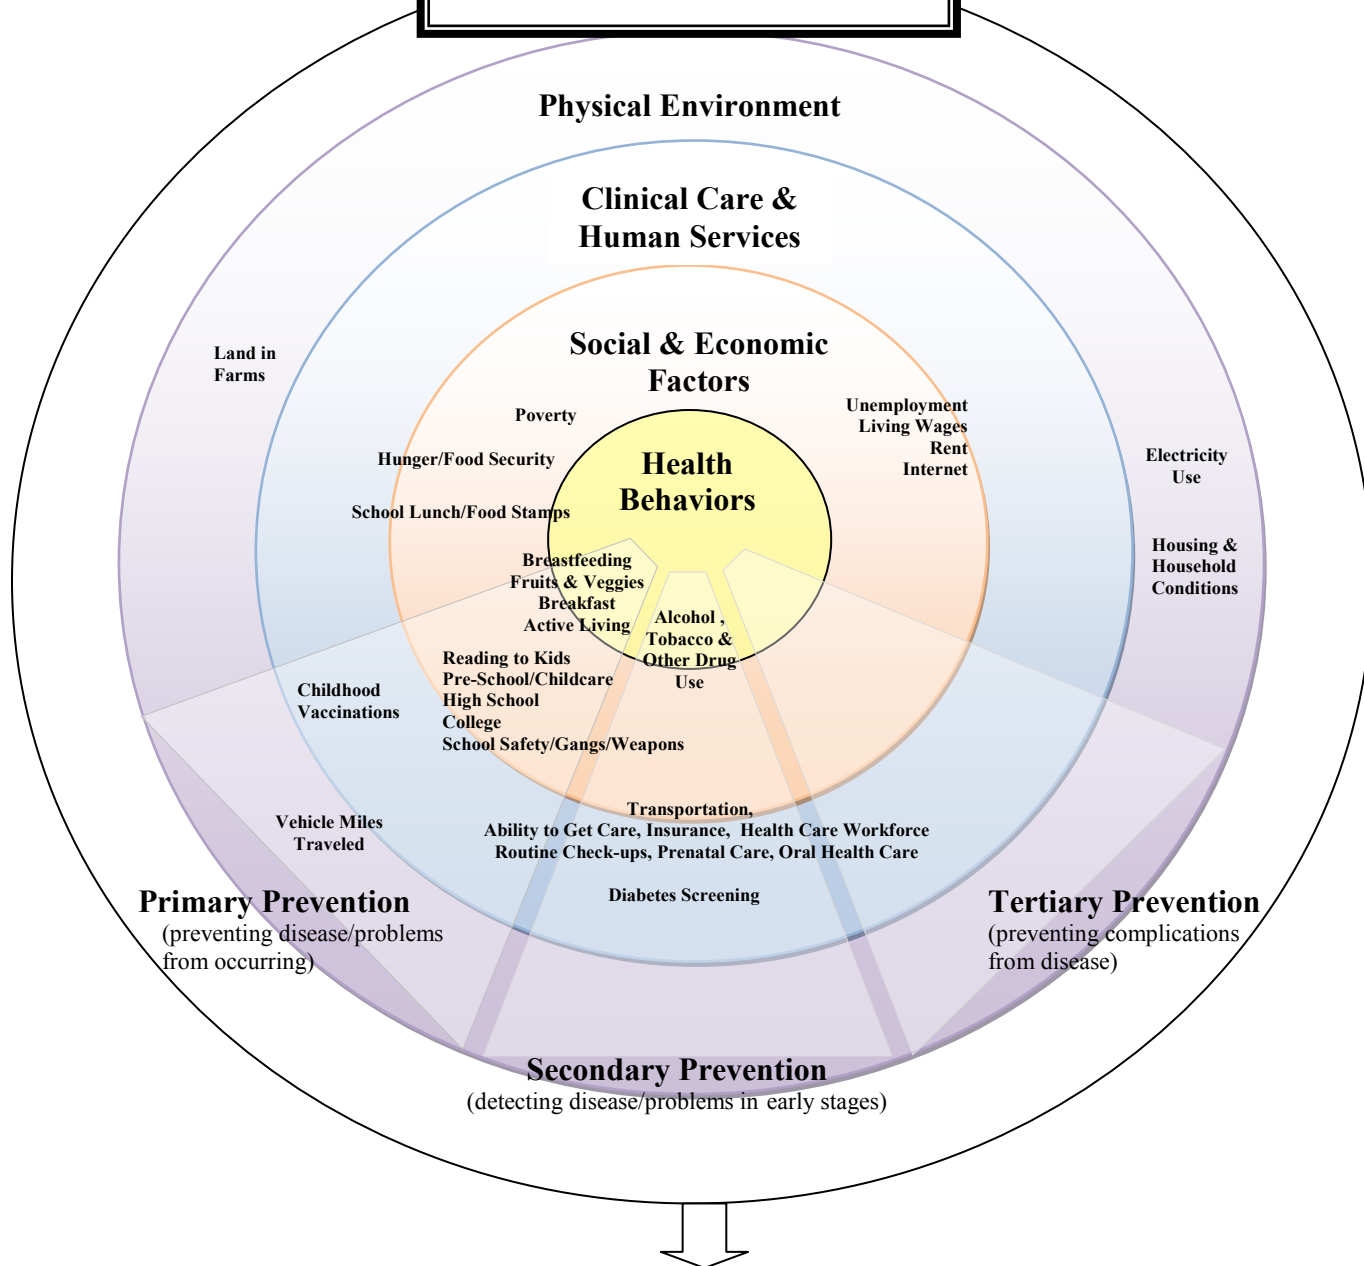 Physical Environment
Clinical Care &
Human Services
Social & Economic
Factors
Land in
Farms
Poverty
Hunger/Food Security
School Lunch/Food Stamps
Unemployment
Living Wages
Rent
Internet
Health
Behaviors
Electricity
Use
Housing &
Household
Conditions
Breastfeeding
Fruits & Veggies
Breakfast
Active Living
Alcohol ,
Tobacco &
Other Drug
Use
Reading to Kids
Pre-School/Childcare
High School
College
School Safety/Gangs/Weapons
Childhood
Vaccinations
Vehicle Miles
Traveled
Transportation,
Ability to Get Care, Insurance, Health Care Workforce
Routine Check-ups, Prenatal Care, Oral Health Care
Diabetes Screening
Primary Prevention
(preventing disease/problems
from occurring)
Tertiary Prevention
(preventing complications
from disease)
Secondary Prevention
(detecting disease/problems in early stages)